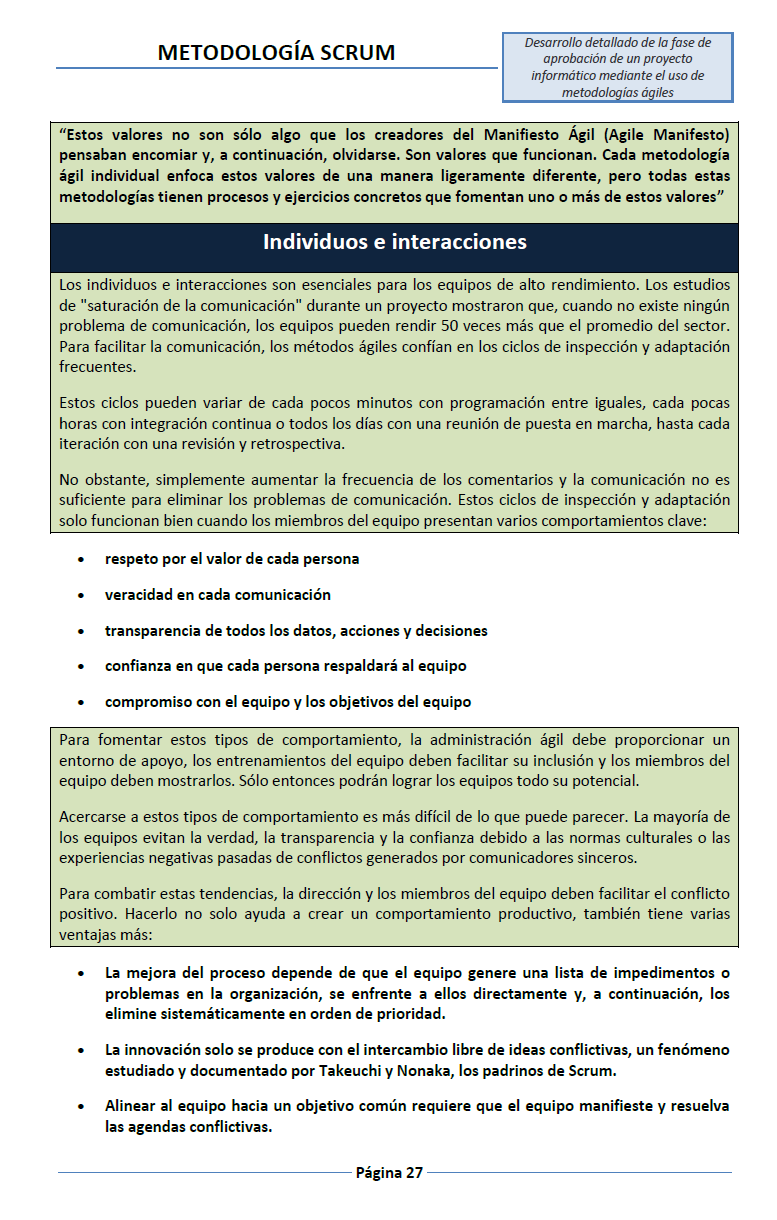 METODOLOGÍA SCRUM
Desarrollo detallado de la fase de
aprobación de un proyecto
informático mediante el uso de
metodologías ágiles
“Estos valores no son sólo algo que los creadores del Manifiesto Ágil (Agile Manifesto)
pensaban encomiar y, a continuación, olvidarse. Son valores que funcionan. Cada metodología
ágil individual enfoca estos valores de una manera ligeramente diferente, pero todas estas
metodologías tienen procesos y ejercicios concretos que fomentan uno o más de estos valores”
Individuos e interacciones
Los individuos e interacciones son esenciales para los equipos de alto rendimiento. Los estudios
de "saturación de la comunicación" durante un proyecto mostraron que, cuando no existe ningún
problema de comunicación, los equipos pueden rendir 50 veces más que el promedio del sector.
Para facilitar la comunicación, los métodos ágiles confían en los ciclos de inspección y adaptación
frecuentes.
Estos ciclos pueden variar de cada pocos minutos con programación entre iguales, cada pocas
horas con integración continua o todos los días con una reunión de puesta en marcha, hasta cada
iteración con una revisión y retrospectiva.
No obstante, simplemente aumentar la frecuencia de los comentarios y la comunicación no es
suficiente para eliminar los problemas de comunicación. Estos ciclos de inspección y adaptación
solo funcionan bien cuando los miembros del equipo presentan varios comportamientos clave:
• respeto por el valor de cada persona
• veracidad en cada comunicación
• transparencia de todos los datos, acciones y decisiones
• confianza en que cada persona respaldará al equipo
• compromiso con el equipo y los objetivos del equipo
Para fomentar estos tipos de comportamiento, la administración ágil debe proporcionar un
entorno de apoyo, los entrenamientos del equipo deben facilitar su inclusión y los miembros del
equipo deben mostrarlos. Sólo entonces podrán lograr los equipos todo su potencial.
Acercarse a estos tipos de comportamiento es más difícil de lo que puede parecer. La mayoría de
los equipos evitan la verdad, la transparencia y la confianza debido a las normas culturales o las
experiencias negativas pasadas de conflictos generados por comunicadores sinceros.
Para combatir estas tendencias, la dirección y los miembros del equipo deben facilitar el conflicto
positivo. Hacerlo no solo ayuda a crear un comportamiento productivo, también tiene varias
ventajas más:
• La mejora del proceso depende de que el equipo genere una lista de impedimentos o
problemas en la organización, se enfrente a ellos directamente y, a continuación, los
elimine sistemáticamente en orden de prioridad.
• La innovación solo se produce con el intercambio libre de ideas conflictivas, un fenómeno
estudiado y documentado por Takeuchi y Nonaka, los padrinos de Scrum.
• Alinear al equipo hacia un objetivo común requiere que el equipo manifieste y resuelva
las agendas conflictivas.
Página 27